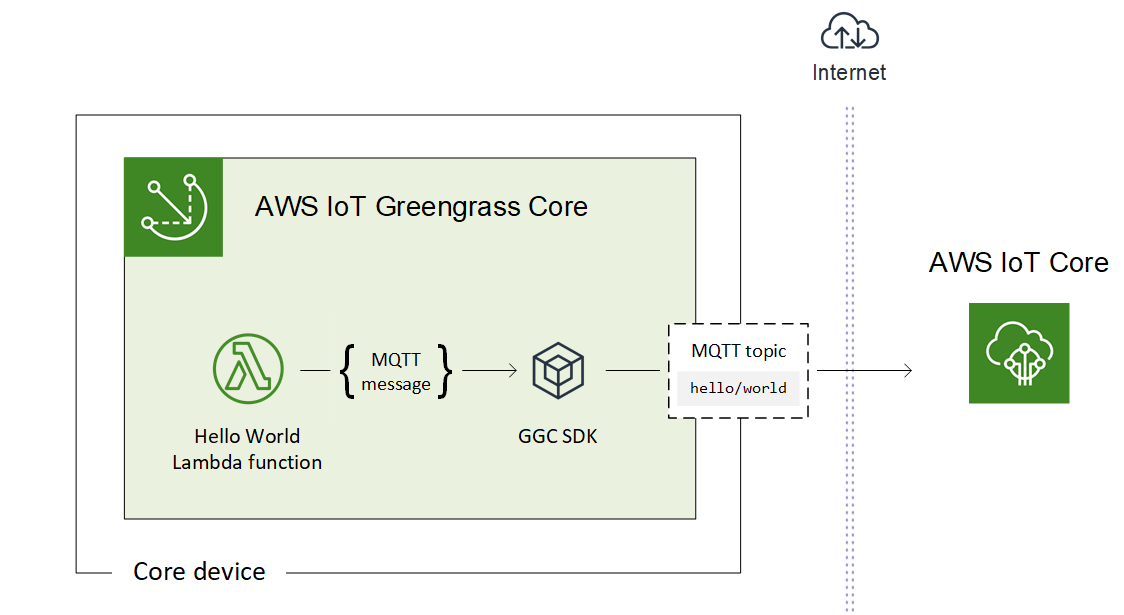 Internet
AWS IoT Greengrass Core
AWS IoT Core
MQTT
message
MQTT topic
hello/world
Hello World
Lambda function
GGC SDK
Core device